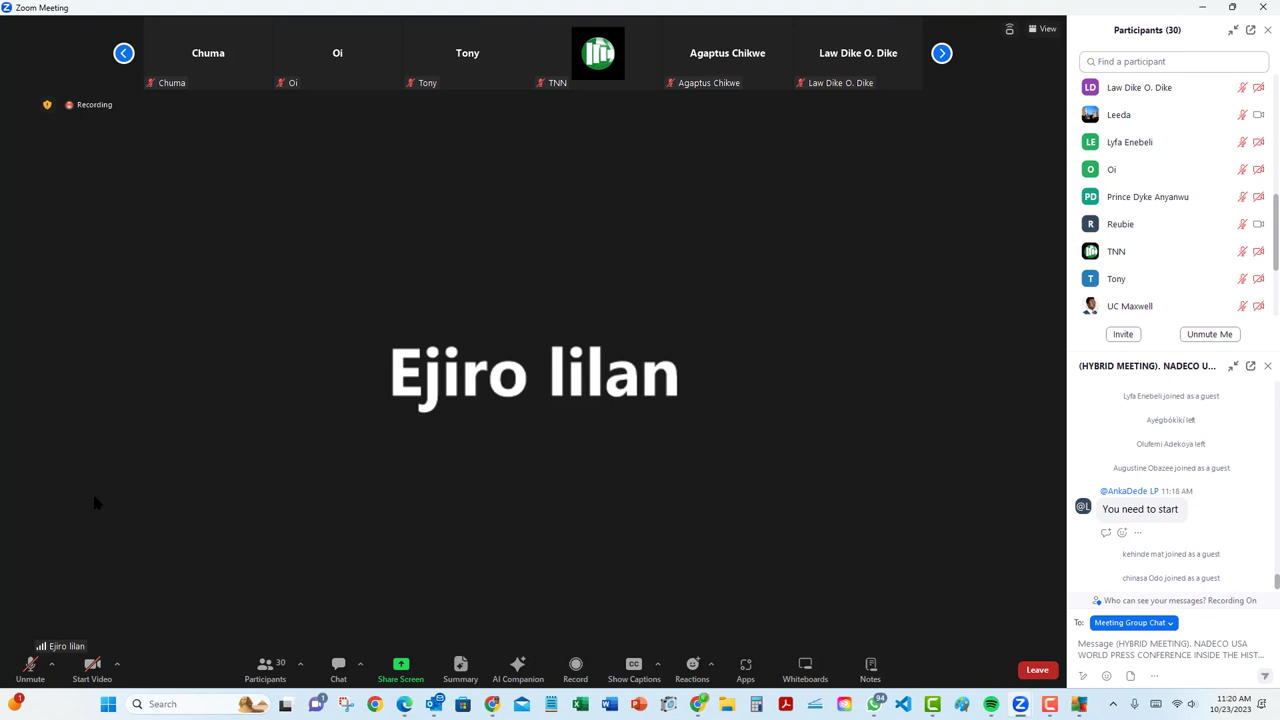 Zoom Meeting
View
Chuma
Oi
Tony
Agaptus Chikwe
Law Dike O. Dike
Chuma
Oi
Tony
TNN
Agaptus Chikwe
Law Dike O. Dike
Recording
Ejiro lilan
Ejiro lilan
Participants (30)
Find a participant
LD Law Dike O. Dike
Leeda
LE Lyfa Enebeli
O Oi
PD Prince Dyke Anyanwu
R Reubie
TNN
T Tony
UC Maxwell
Invite
Unmute Me
(HYBRID MEETING). NADECO U...
Lyfa Enebeli joined as a guest
Ayégbókìkí left
Olufemi Adekoya left
Augustine Obazee joined as a guest
@AnkaDede LP 11:18 AM
@L You need to start
kehinde mat joined as a guest
chinasa Odo joined as a guest
Who can see your messages? Recording On
To: Meeting Group Chat
Message (HYBRID MEETING). NADECO USA
WORLD PRESS CONFERENCE INSIDE THE HIST...
30
Unmute
Start Video
Participants
Chat
Share Screen
Summary
AI Companion
Record
Show Captions
Reactions
Apps
Whiteboards
Notes
Leave
1
Search
94
11:20 AM
10/23/2023